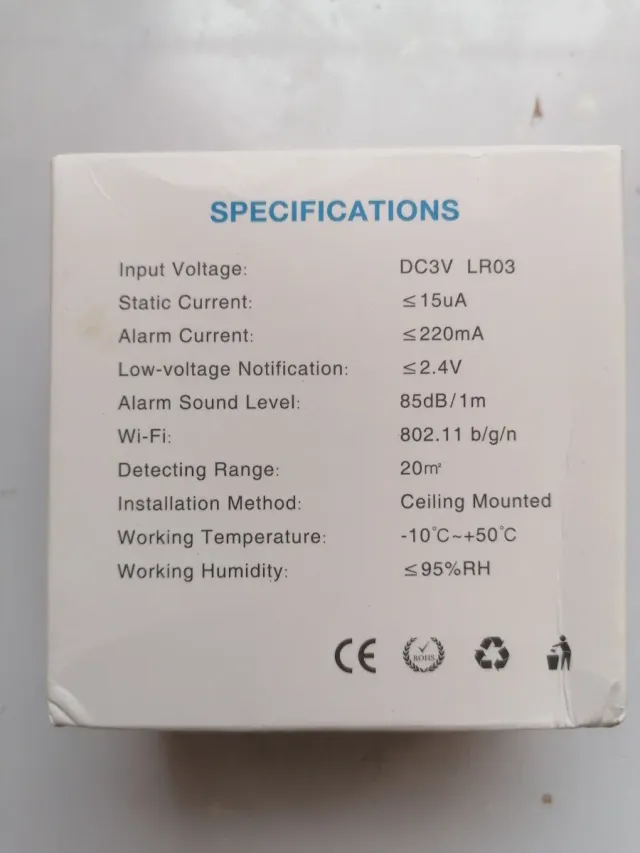 SPECIFICATIONS
Input Voltage: DC3V LR03
Static Current: ≤15uA
Alarm Current: ≤220mA
Low-voltage Notification: ≤2.4V
Alarm Sound Level: 85dB/1m
Wi-Fi: 802.11 b/g/n
Detecting Range: 20㎡
Installation Method: Ceiling Mounted
Working Temperature: -10℃~+50℃
Working Humidity: ≤95%RH
CE ROHS